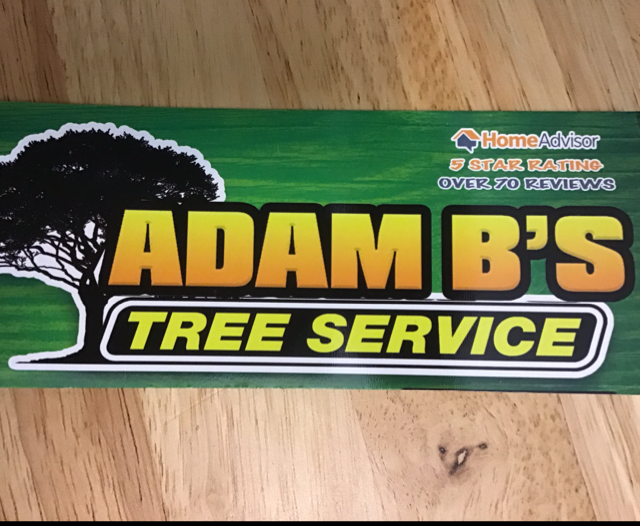 HomeAdvisor
5 STAR RATING
OVER 70 REVIEWS
ADAM B'S
TREE SERVICE